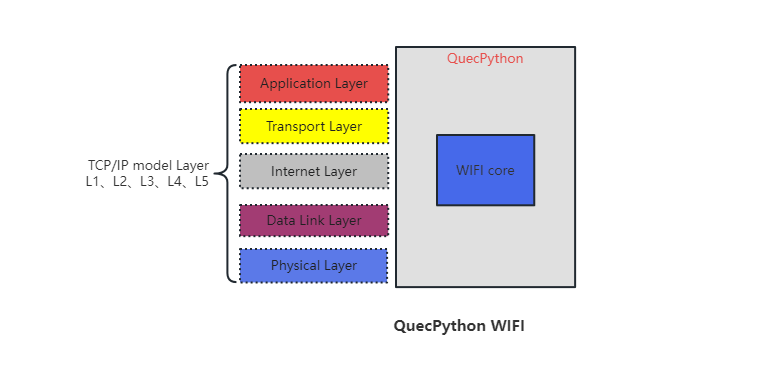 QuecPython
Application Layer
Transport Layer
TCP/IP model Layer
L1、L2、L3、L4、L5
Internet Layer
WIFI core
Data Link Layer
Physical Layer
QuecPython WIFI